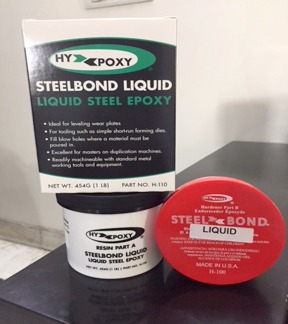 HY POXY
STEELBOND LIQUID
LIQUID STEEL EPOXY
• Ideal for leveling wear plates
• For tooling such as simple short-run forming dies.
• Fill blow holes where a material must be
poured in.
• Excellent for masters on duplication machines.
• Readily machineable with standard metal
working tools and equipment.
NET WT. 454G (1 LB) PART NO. H-110
HY POXY
RESIN PART A
STEELBOND LIQUID
LIQUID STEEL EPOXY
HY POXY
Hardener Part B
STEEL BOND
LIQUID
MADE IN U.S.A.
H-100